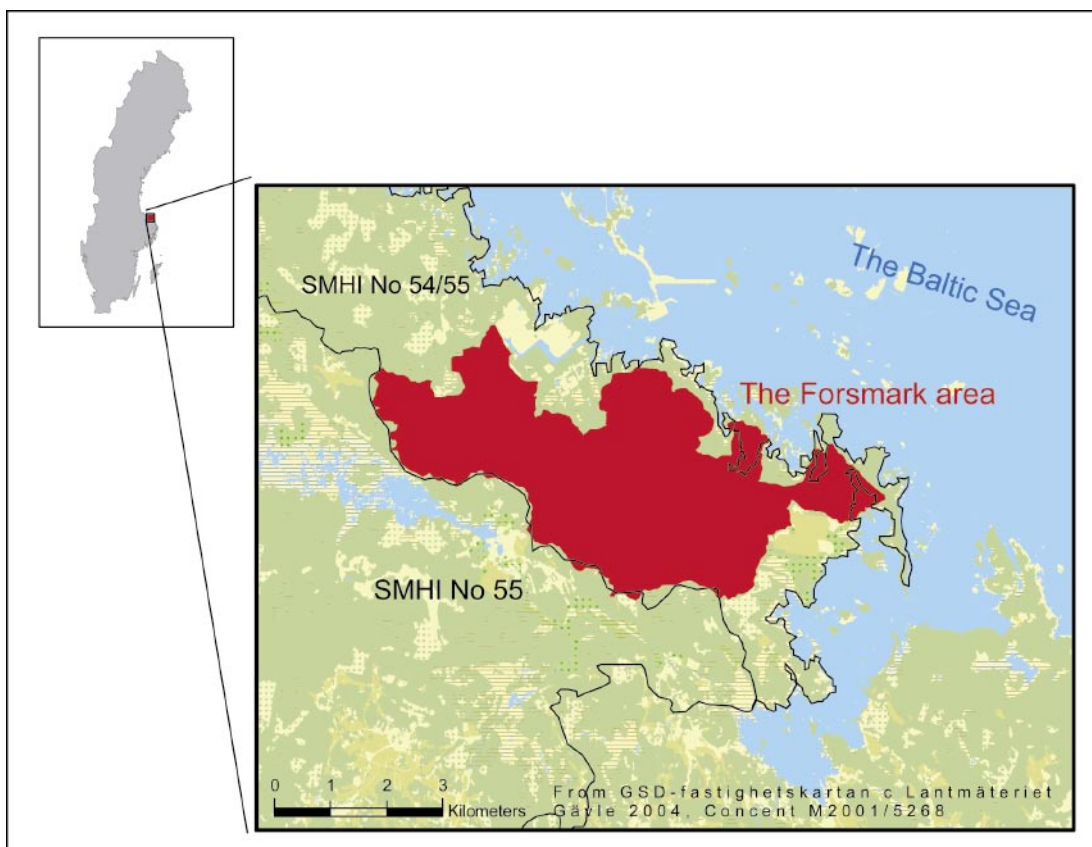 SMHI No 54/55
The Baltic Sea
The Forsmark area
SMHI No 55
0 1 2 3
Kilometers
From GSD-fastighetskartan c Lantmäteriet
Gävle 2004, Concent M2001/5268